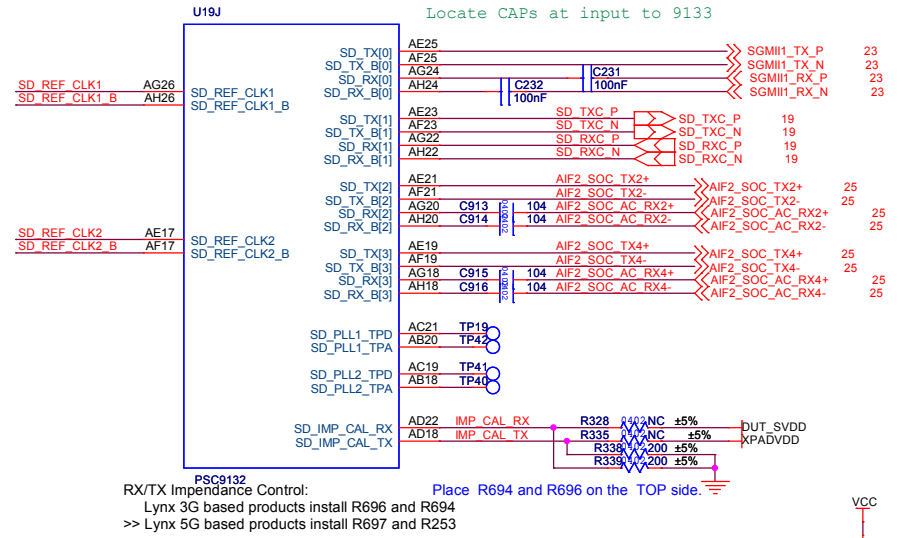 U19J
Locate CAPs at input to 9133
SD_REF_CLK1 AG26 SD_REF_CLK1
SD_REF_CLK1_B AH26 SD_REF_CLK1_B
SD_REF_CLK2 AE17 SD_REF_CLK2
SD_REF_CLK2_B AF17 SD_REF_CLK2_B
SD_TX[0] AE25 SGMII1_TX_P 23
SD_TX_B[0] AF25 SGMII1_TX_N 23
SD_RX[0] AG24 C231 100nF SGMII1_RX_P 23
SD_RX_B[0] AH24 C232 100nF SGMII1_RX_N 23
SD_TX[1] AE23 SD_TXC_P SD_TXC_P 19
SD_TX_B[1] AF23 SD_TXC_N SD_TXC_N 19
SD_RX[1] AG22 SD_RXC_P SD_RXC_P 19
SD_RX_B[1] AH22 SD_RXC_N SD_RXC_N 19
SD_TX[2] AE21 AIF2_SOC_TX2+ AIF2_SOC_TX2+ 25
SD_TX_B[2] AF21 AIF2_SOC_TX2- AIF2_SOC_TX2- 25
SD_RX[2] AG20 C913 104 AIF2_SOC_AC_RX2+ AIF2_SOC_AC_RX2+ 25
SD_RX_B[2] AH20 C914 104 AIF2_SOC_AC_RX2- AIF2_SOC_AC_RX2- 25
SD_TX[3] AE19 AIF2_SOC_TX4+ AIF2_SOC_TX4+ 25
SD_TX_B[3] AF19 AIF2_SOC_TX4- AIF2_SOC_TX4- 25
SD_RX[3] AG18 C915 104 AIF2_SOC_AC_RX4+ AIF2_SOC_AC_RX4+ 25
SD_RX_B[3] AH18 C916 104 AIF2_SOC_AC_RX4- AIF2_SOC_AC_RX4- 25
SD_PLL1_TPD AC21 TP19
SD_PLL1_TPA AB20 TP42
SD_PLL2_TPD AC19 TP41
SD_PLL2_TPA AB18 TP40
SD_IMP_CAL_RX AD22 IMP_CAL_RX R328 0402 NC ±5% DUT_SVDD
SD_IMP_CAL_TX AD18 IMP_CAL_TX R335 NC ±5% XPADVDD
R338 200 ±5%
R339 200 ±5%
PSC9132
RX/TX Impendance Control:
Lynx 3G based products install R696 and R694
>> Lynx 5G based products install R697 and R253
Place R694 and R696 on the TOP side.
VCC